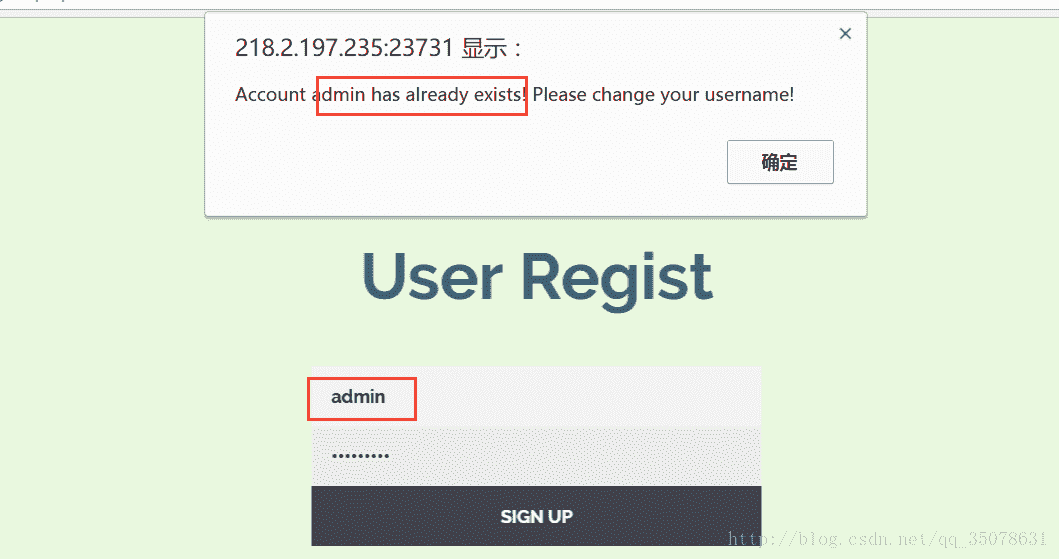 218.2.197.235:23731 显示：
Account admin has already exists! Please change your username!
确定
User Regist
admin
•••••••••
SIGN UP
http://blog.csdn.net/qq_35078631